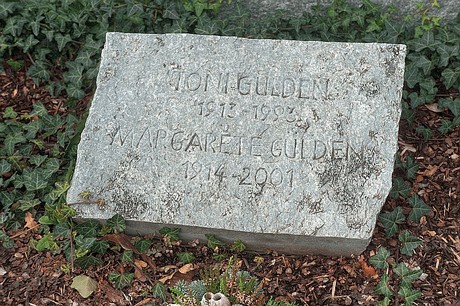 TONI GULDEN
1913-1993
MARGARETE GULDEN
1914-2001